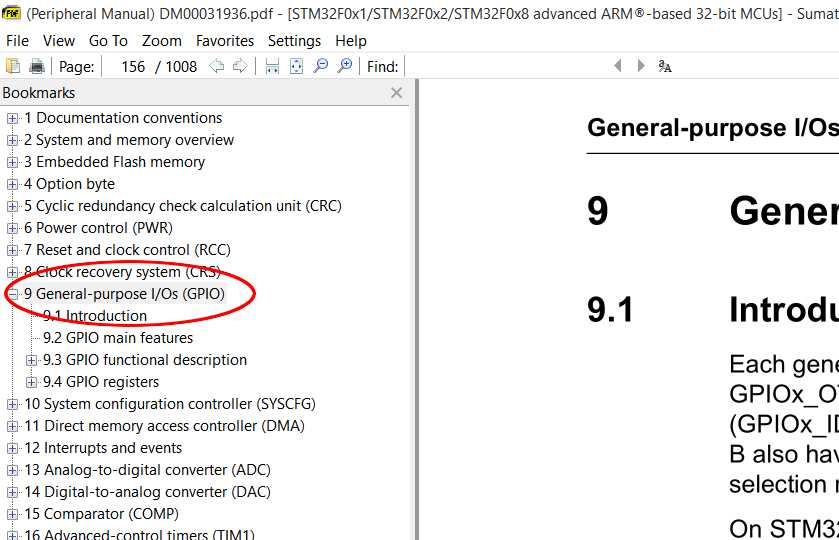 (Peripheral Manual) DM00031936.pdf - [STM32F0x1/STM32F0x2/STM32F0x8 advanced ARM®-based 32-bit MCUs] - Sumat
File View Go To Zoom Favorites Settings Help
Page: 156 / 1008 Find:
Bookmarks
1 Documentation conventions
2 System and memory overview
3 Embedded Flash memory
4 Option byte
5 Cyclic redundancy check calculation unit (CRC)
6 Power control (PWR)
7 Reset and clock control (RCC)
8 Clock recovery system (CRS)
9 General-purpose I/Os (GPIO)
9.1 Introduction
9.2 GPIO main features
9.3 GPIO functional description
9.4 GPIO registers
10 System configuration controller (SYSCFG)
11 Direct memory access controller (DMA)
12 Interrupts and events
13 Analog-to-digital converter (ADC)
14 Digital-to-analog converter (DAC)
15 Comparator (COMP)
16 Advanced-control timers (TIM1)
General-purpose I/Os
9 Gener
9.1 Introdu
Each gene
GPIOx_OT
(GPIOx_ID
B also hav
selection r
On STM32